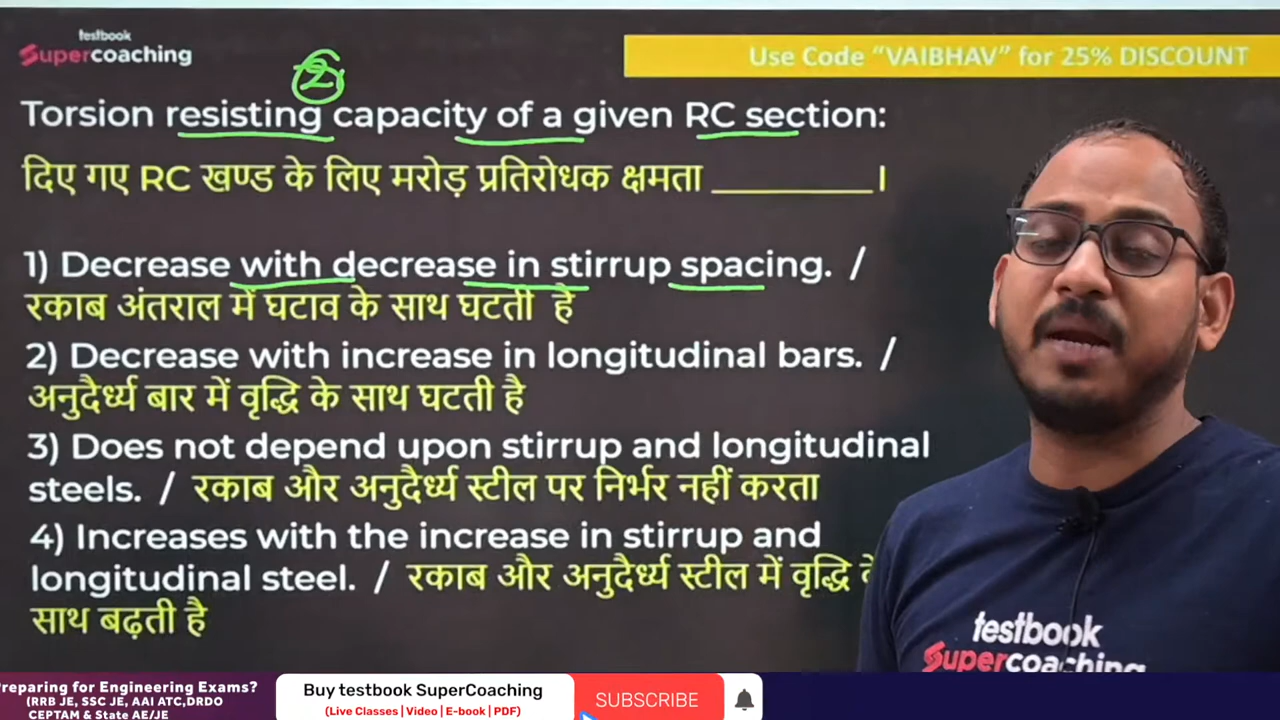 testbook
Supercoaching
Use Code “VAIBHAV” for 25% DISCOUNT
2
Torsion resisting capacity of a given RC section:
दिए गए RC खण्ड के लिए मरोड़ प्रतिरोधक क्षमता ________।
1) Decrease with decrease in stirrup spacing. /
रकाब अंतराल में घटाव के साथ घटती है
2) Decrease with increase in longitudinal bars. /
अनुदैर्ध्य बार में वृद्धि के साथ घटती है
3) Does not depend upon stirrup and longitudinal
steels. / रकाब और अनुदैर्ध्य स्टील पर निर्भर नहीं करता
4) Increases with the increase in stirrup and
longitudinal steel. / रकाब और अनुदैर्ध्य स्टील में वृद्धि
साथ बढ़ती है
testbook
Supercoaching
Preparing for Engineering Exams?
(RRB JE, SSC JE, AAI ATC,DRDO
CEPTAM & State AE/JE
Buy testbook SuperCoaching
(Live Classes | Video | E-book | PDF)
SUBSCRIBE